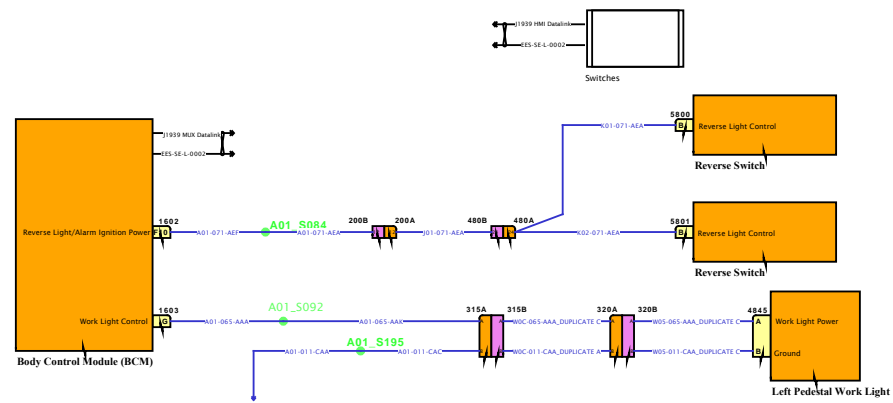 J1939 HMI Datalink
EES-SE-L-0002
Switches
J1939 MUX Datalink
EES-SE-L-0002
5800
B
K01-071-AEA
Reverse Light Control
Reverse Switch
Reverse Light/Alarm Ignition Power
1602
A01-071-AEF
A01_S084
A01-071-AEA
200B
200A
J01-071-AEA
480B
480A
K02-071-AEA
5801
B
Reverse Light Control
Reverse Switch
Work Light Control
1603
G
A01-065-AAA
A01_S092
A01-065-AAK
315A
315B
A
A
W0C-065-AAA_DUPLICATE C
320A
320B
A
A
W05-065-AAA_DUPLICATE C
4845
A
Work Light Power
A01-011-CAA
A01_S195
A01-011-CAC
W0C-011-CAA_DUPLICATE A
W05-011-CAA_DUPLICATE C
B
Ground
Body Control Module (BCM)
Left Pedestal Work Light